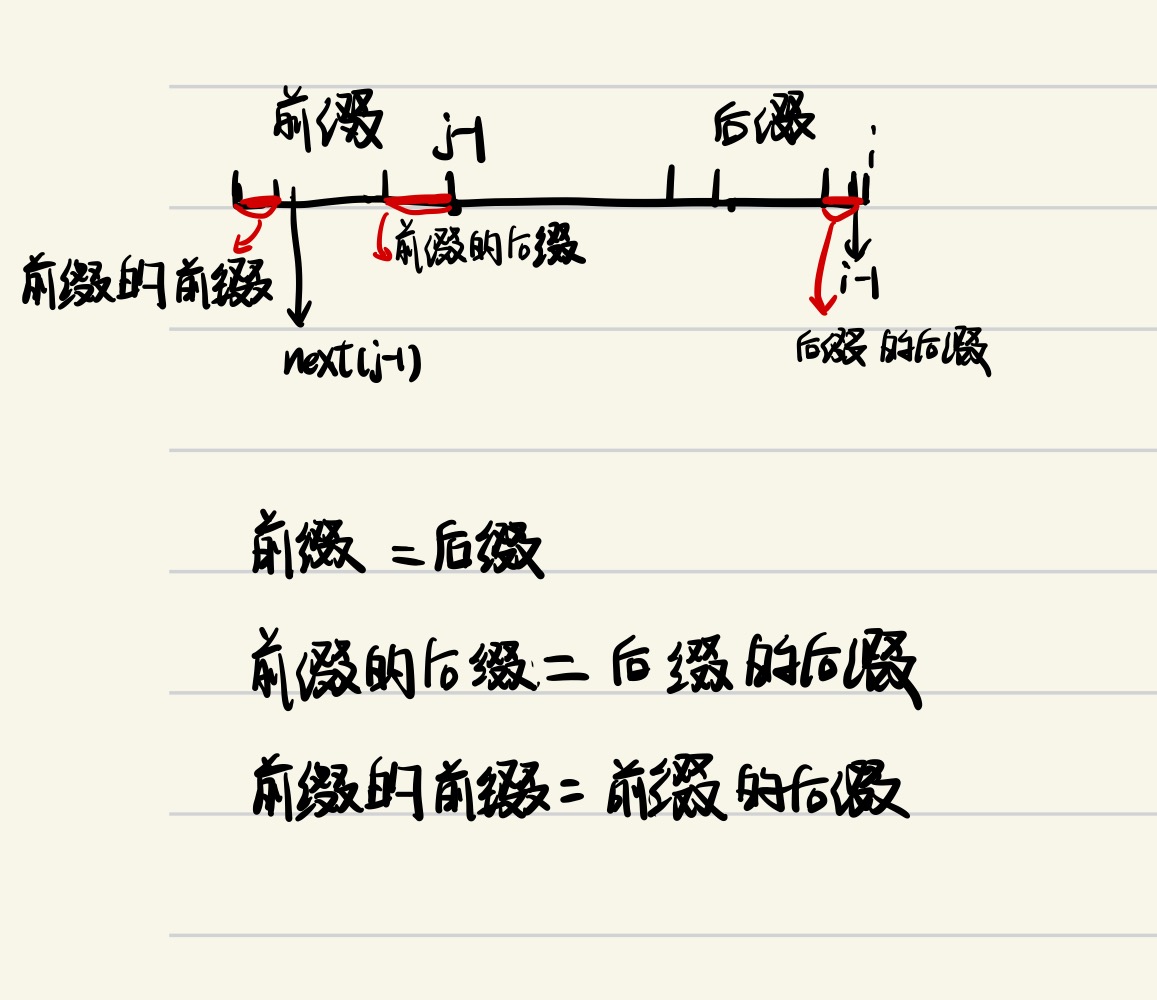 前缀 j-1 后缀 i
前缀的前缀 前缀的后缀 i-1
next(j-1) 后缀的后缀
前缀 = 后缀
前缀的后缀 = 后缀的后缀
前缀的前缀 = 前缀的后缀